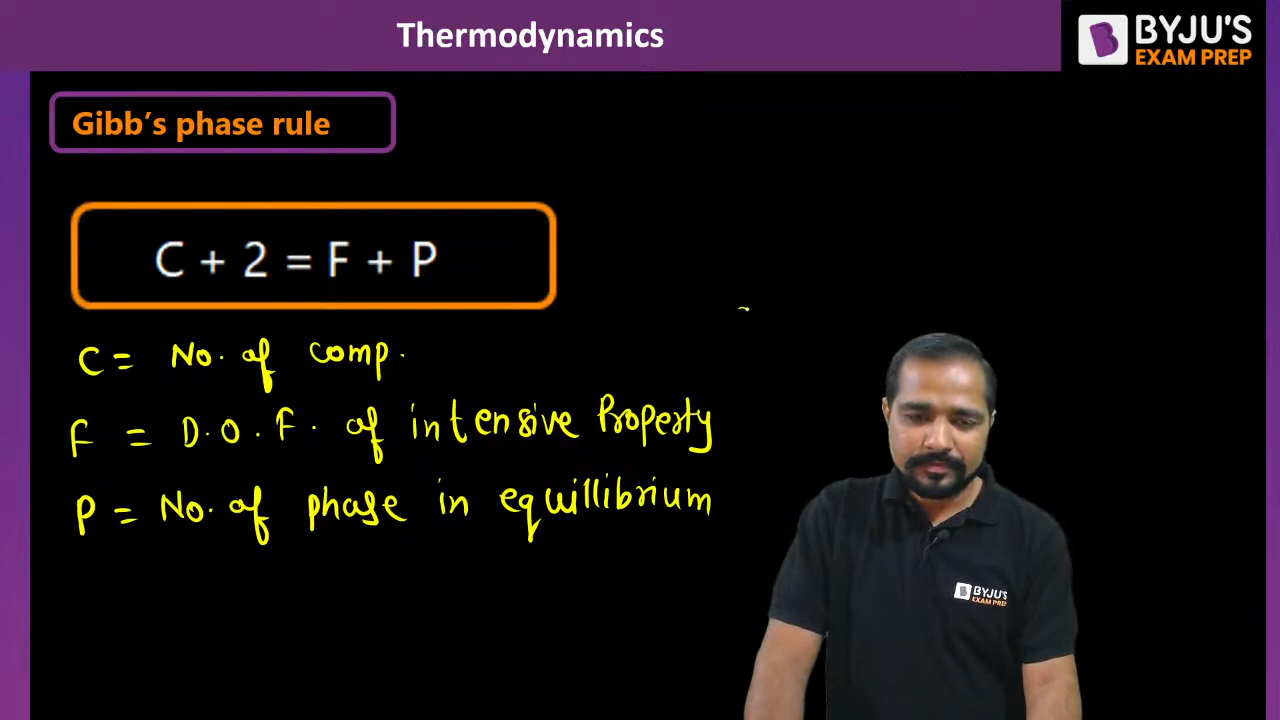 Thermodynamics
BYJU'S
EXAM PREP
Gibb’s phase rule
C + 2 = F + P
C = No. of comp.
F = D.O.F. of intensive Property
P = No. of phase in equillibrium
BYJU'S
EXAM PREP